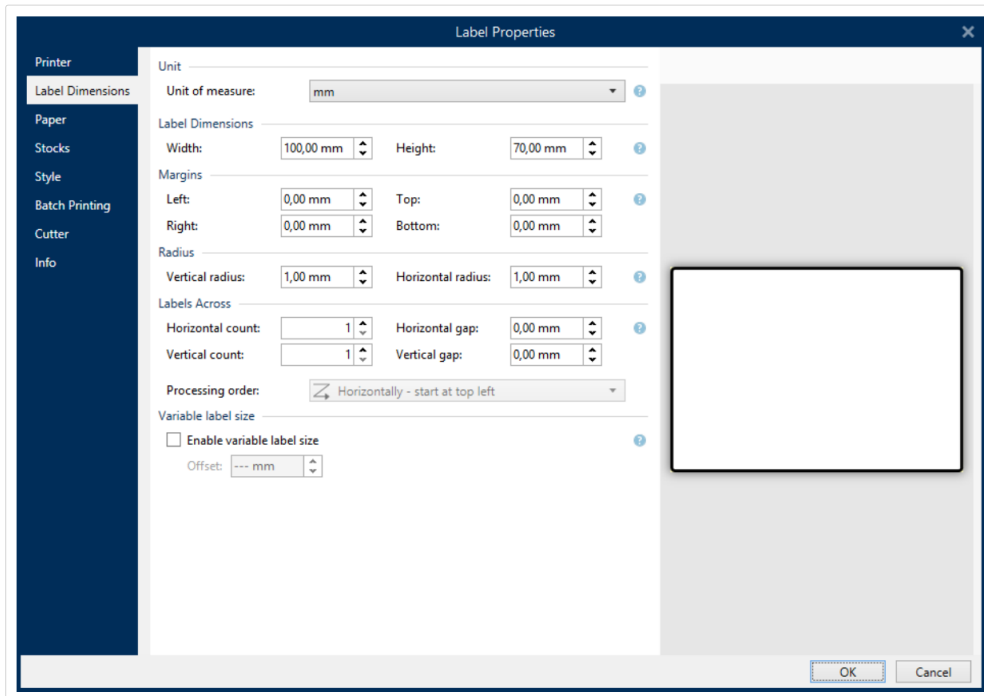 Label Properties
Printer
Label Dimensions
Paper
Stocks
Style
Batch Printing
Cutter
Info
Unit
Unit of measure: mm
Label Dimensions
Width: 100,00 mm Height: 70,00 mm
Margins
Left: 0,00 mm Top: 0,00 mm
Right: 0,00 mm Bottom: 0,00 mm
Radius
Vertical radius: 1,00 mm Horizontal radius: 1,00 mm
Labels Across
Horizontal count: 1 Horizontal gap: 0,00 mm
Vertical count: 1 Vertical gap: 0,00 mm
Processing order: Horizontally - start at top left
Variable label size
Enable variable label size
Offset: --- mm
OK Cancel